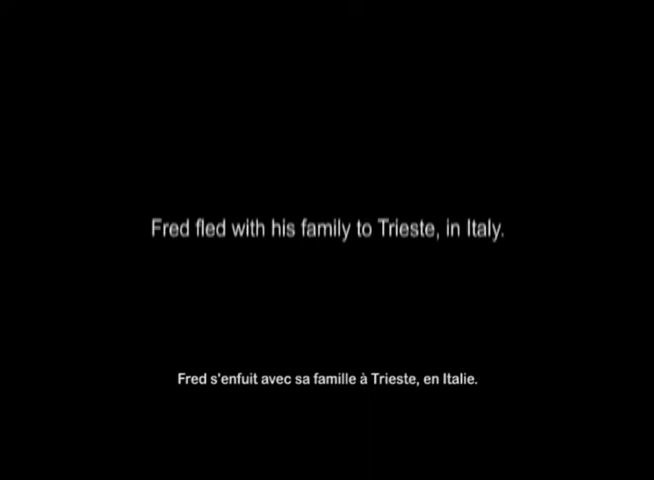 Fred fled with his family to Trieste, in Italy.
Fred s'enfuit avec sa famille à Trieste, en Italie.